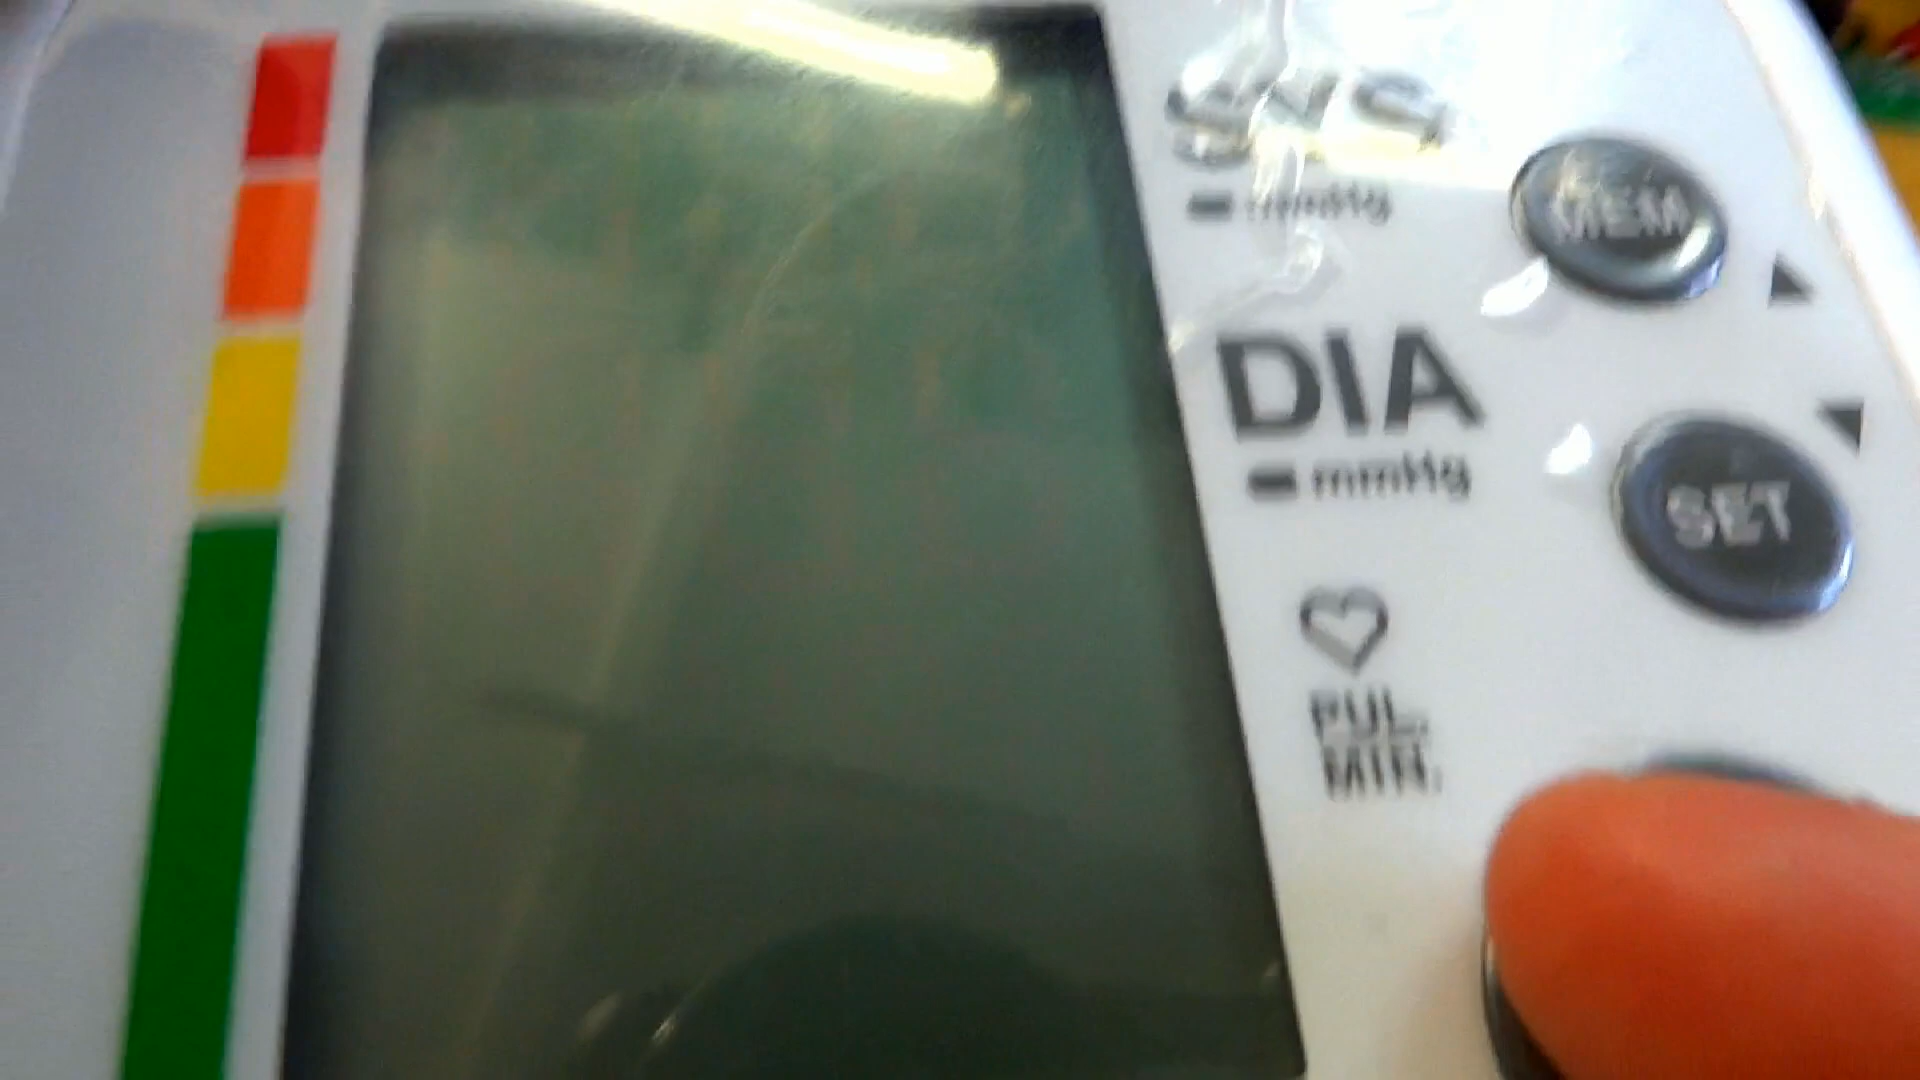 SYS
mmHg
MEM
DIA
mmHg
SET
PUL.
MIN.